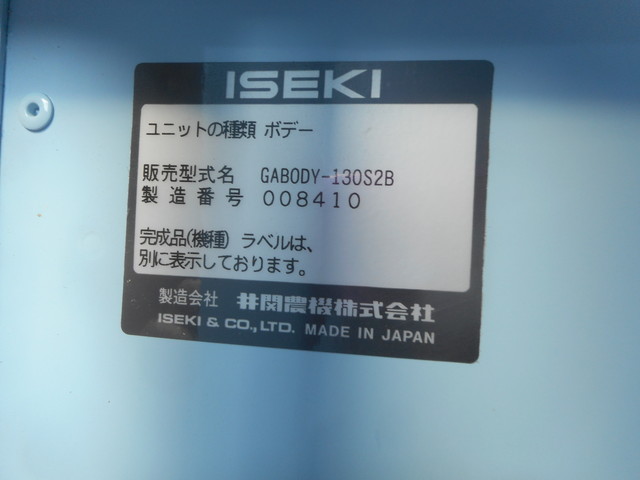 ISEKI
ユニットの種類 ボデー
販売型式名 GABODY-130S2B
製造番号 008410
完成品(機種) ラベルは、
別に表示しております。
製造会社 井関農機株式会社
ISEKI & CO., LTD. MADE IN JAPAN